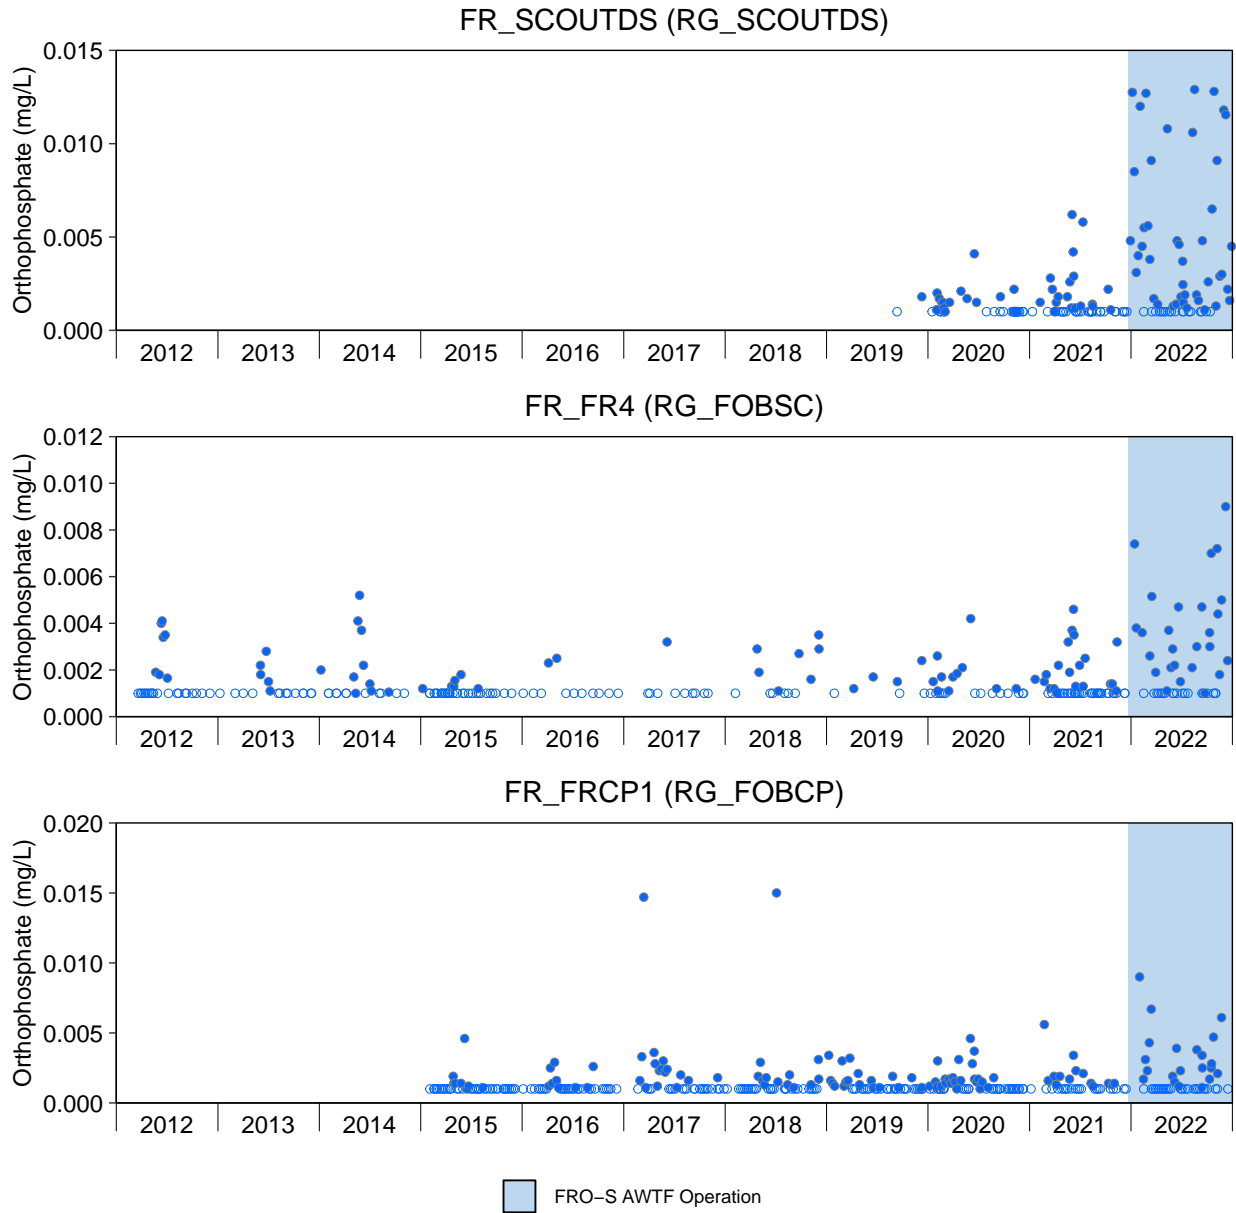 FR_SCOUTDS (RG_SCOUTDS)
Orthophosphate (mg/L)
0.015
0.010
0.005
0.000
2012 2013 2014 2015 2016 2017 2018 2019 2020 2021 2022
FR_FR4 (RG_FOBSC)
Orthophosphate (mg/L)
0.012
0.010
0.008
0.006
0.004
0.002
0.000
2012 2013 2014 2015 2016 2017 2018 2019 2020 2021 2022
FR_FRCP1 (RG_FOBCP)
Orthophosphate (mg/L)
0.020
0.015
0.010
0.005
0.000
2012 2013 2014 2015 2016 2017 2018 2019 2020 2021 2022
FRO−S AWTF Operation